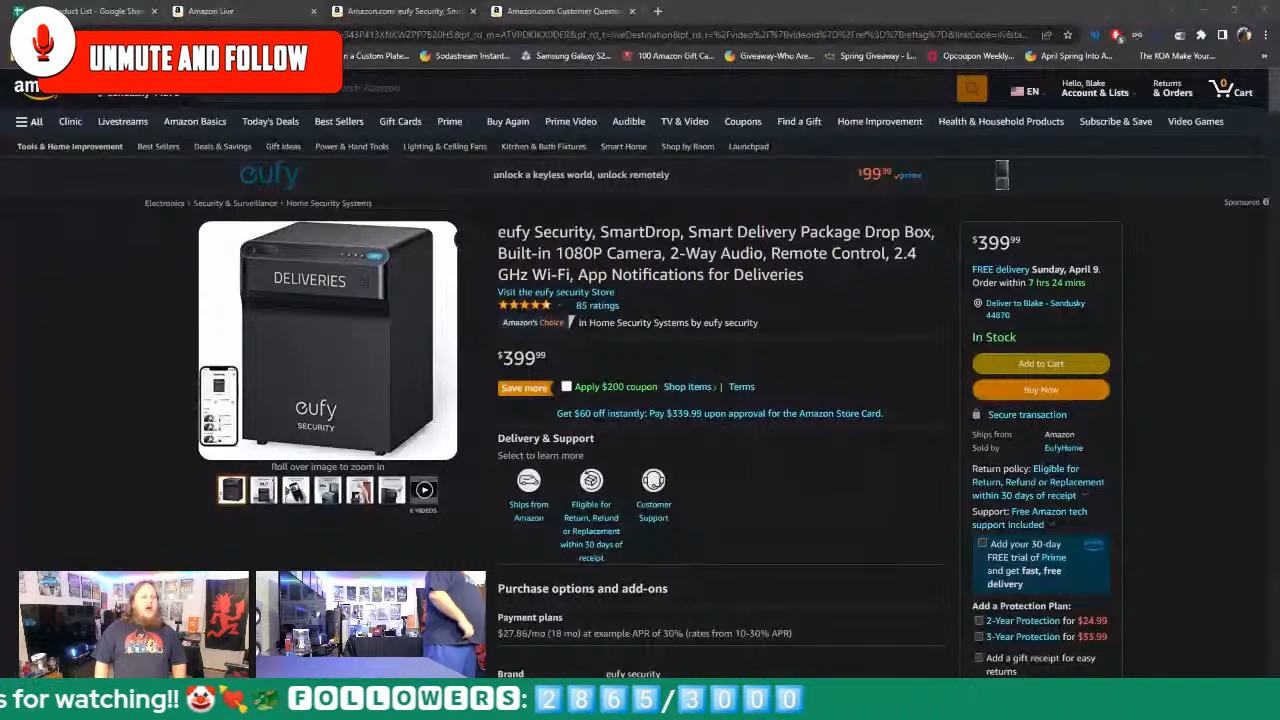 Amazon Live
Amazon.com: eufy Security, Sm
Amazon.com: Customer Questi
UNMUTE AND FOLLOW
n a Custom Plate...
Sodastream Instant...
Samsung Galaxy S2...
100 Amazon Gift Ca...
Giveaway-Who Are...
Spring Giveaway - L...
Opcoupon Weekly...
April Spring Into A...
The KOA Make Your...
EN
Hello, Blake
Account & Lists
Returns
& Orders
0
Cart
All
Clinic
Livestreams
Amazon Basics
Today's Deals
Best Sellers
Gift Cards
Prime
Buy Again
Prime Video
Audible
TV & Video
Coupons
Find a Gift
Home Improvement
Health & Household Products
Subscribe & Save
Video Games
Tools & Home Improvement
Best Sellers
Deals & Savings
Gift Ideas
Power & Hand Tools
Lighting & Ceiling Fans
Kitchen & Bath Fixtures
Smart Home
Shop by Room
Launchpad
eufy
unlock a keyless world, unlock remotely
$99.99 prime
Electronics › Security & Surveillance › Home Security Systems
Sponsored
DELIVERIES
eufy
SECURITY
Roll over image to zoom in
6 VIDEOS
eufy Security, SmartDrop, Smart Delivery Package Drop Box,
Built-in 1080P Camera, 2-Way Audio, Remote Control, 2.4
GHz Wi-Fi, App Notifications for Deliveries
Visit the eufy security Store
85 ratings
Amazon's Choice in Home Security Systems by eufy security
$399.99
Save more Apply $200 coupon Shop items › | Terms
Get $60 off instantly: Pay $339.99 upon approval for the Amazon Store Card.
Delivery & Support
Select to learn more
Ships from
Amazon
Eligible for
Return, Refund
or Replacement
within 30 days of
receipt
Customer
Support
Purchase options and add-ons
Payment plans
$27.86/mo (18 mo) at example APR of 30% (rates from 10-30% APR)
Brand eufy security
$399.99
FREE delivery Sunday, April 9.
Order within 7 hrs 24 mins
Deliver to Blake - Sandusky
44870
In Stock
Add to Cart
Buy Now
Secure transaction
Ships from Amazon
Sold by EufyHome
Return policy: Eligible for
Return, Refund or Replacement
within 30 days of receipt
Support: Free Amazon tech
support included
Add your 30-day
FREE trial of Prime
and get fast, free
delivery
Add a Protection Plan:
2-Year Protection for $24.99
3-Year Protection for $33.99
Add a gift receipt for easy
returns
s for watching!! 🤡💘🐲 FOLLOWERS: 2865/3000